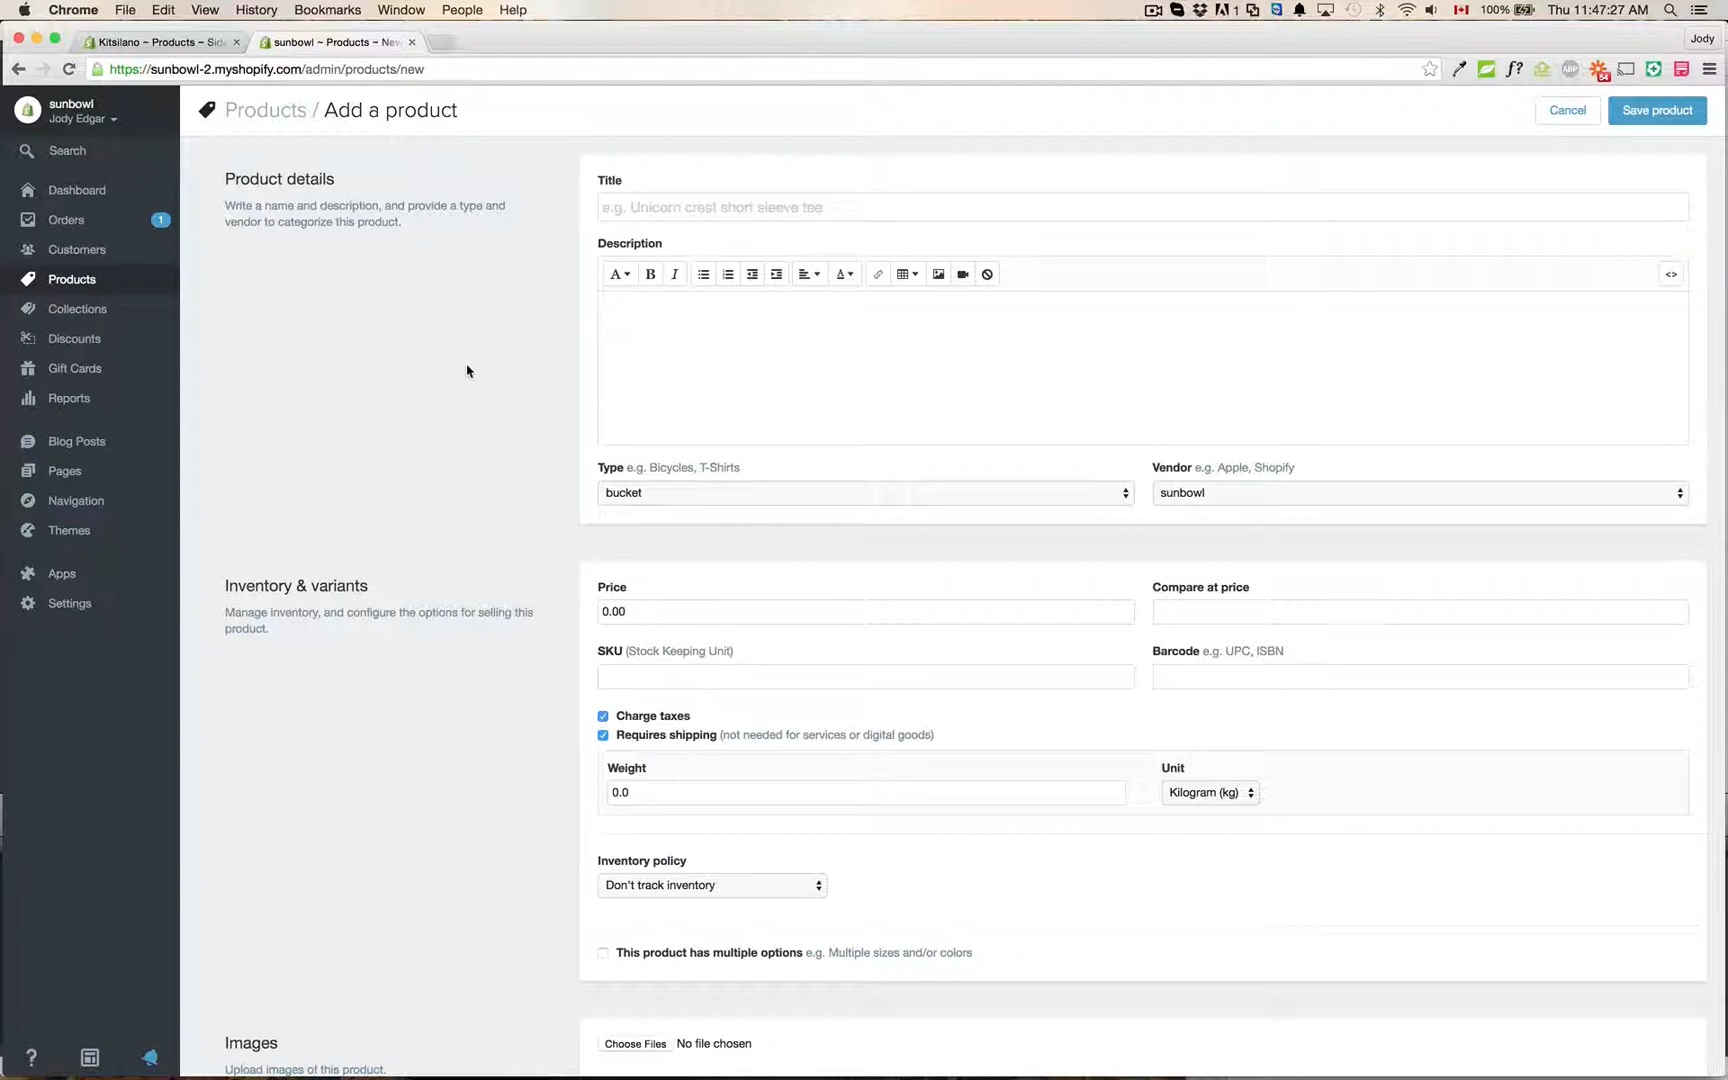 Chrome File Edit View History Bookmarks Window People Help 1 100% Thu 11:47:27 AM
Kitsilano ~ Products ~ Sid sunbowl ~ Products ~ New Jody
https://sunbowl-2.myshopify.com/admin/products/new f? ABP 54
sunbowl
Jody Edgar
Products / Add a product
Cancel
Save product
Search
Dashboard
Orders 1
Customers
Products
Collections
Discounts
Gift Cards
Reports
Blog Posts
Pages
Navigation
Themes
Apps
Settings
Product details
Write a name and description, and provide a type and
vendor to categorize this product.
Title
e.g. Unicorn crest short sleeve tee
Description
A B I A <>
Type e.g. Bicycles, T-Shirts
bucket
Vendor e.g. Apple, Shopify
sunbowl
Inventory & variants
Manage inventory, and configure the options for selling this
product.
Price
0.00
Compare at price
SKU (Stock Keeping Unit)
Barcode e.g. UPC, ISBN
Charge taxes
Requires shipping (not needed for services or digital goods)
Weight
0.0
Unit
Kilogram (kg)
Inventory policy
Don't track inventory
This product has multiple options e.g. Multiple sizes and/or colors
Images
Upload images of this product.
Choose Files No file chosen